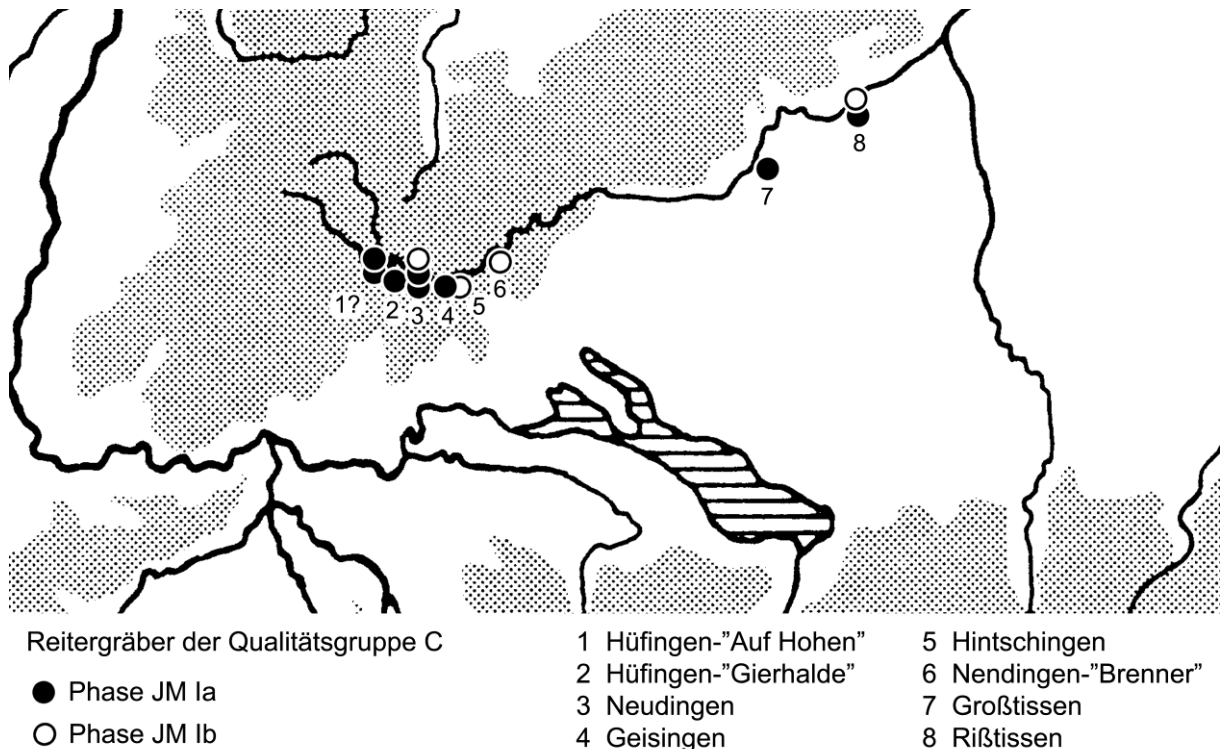 8
7
6
5
1?
2
3
4
Reitergräber der Qualitätsgruppe C
Phase JM Ia
Phase JM Ib
1 Hüfingen-"Auf Hohen"
2 Hüfingen-"Gierhalde"
3 Neudingen
4 Geisingen
5 Hintschingen
6 Nendingen-"Brenner"
7 Großtissen
8 Rißtissen